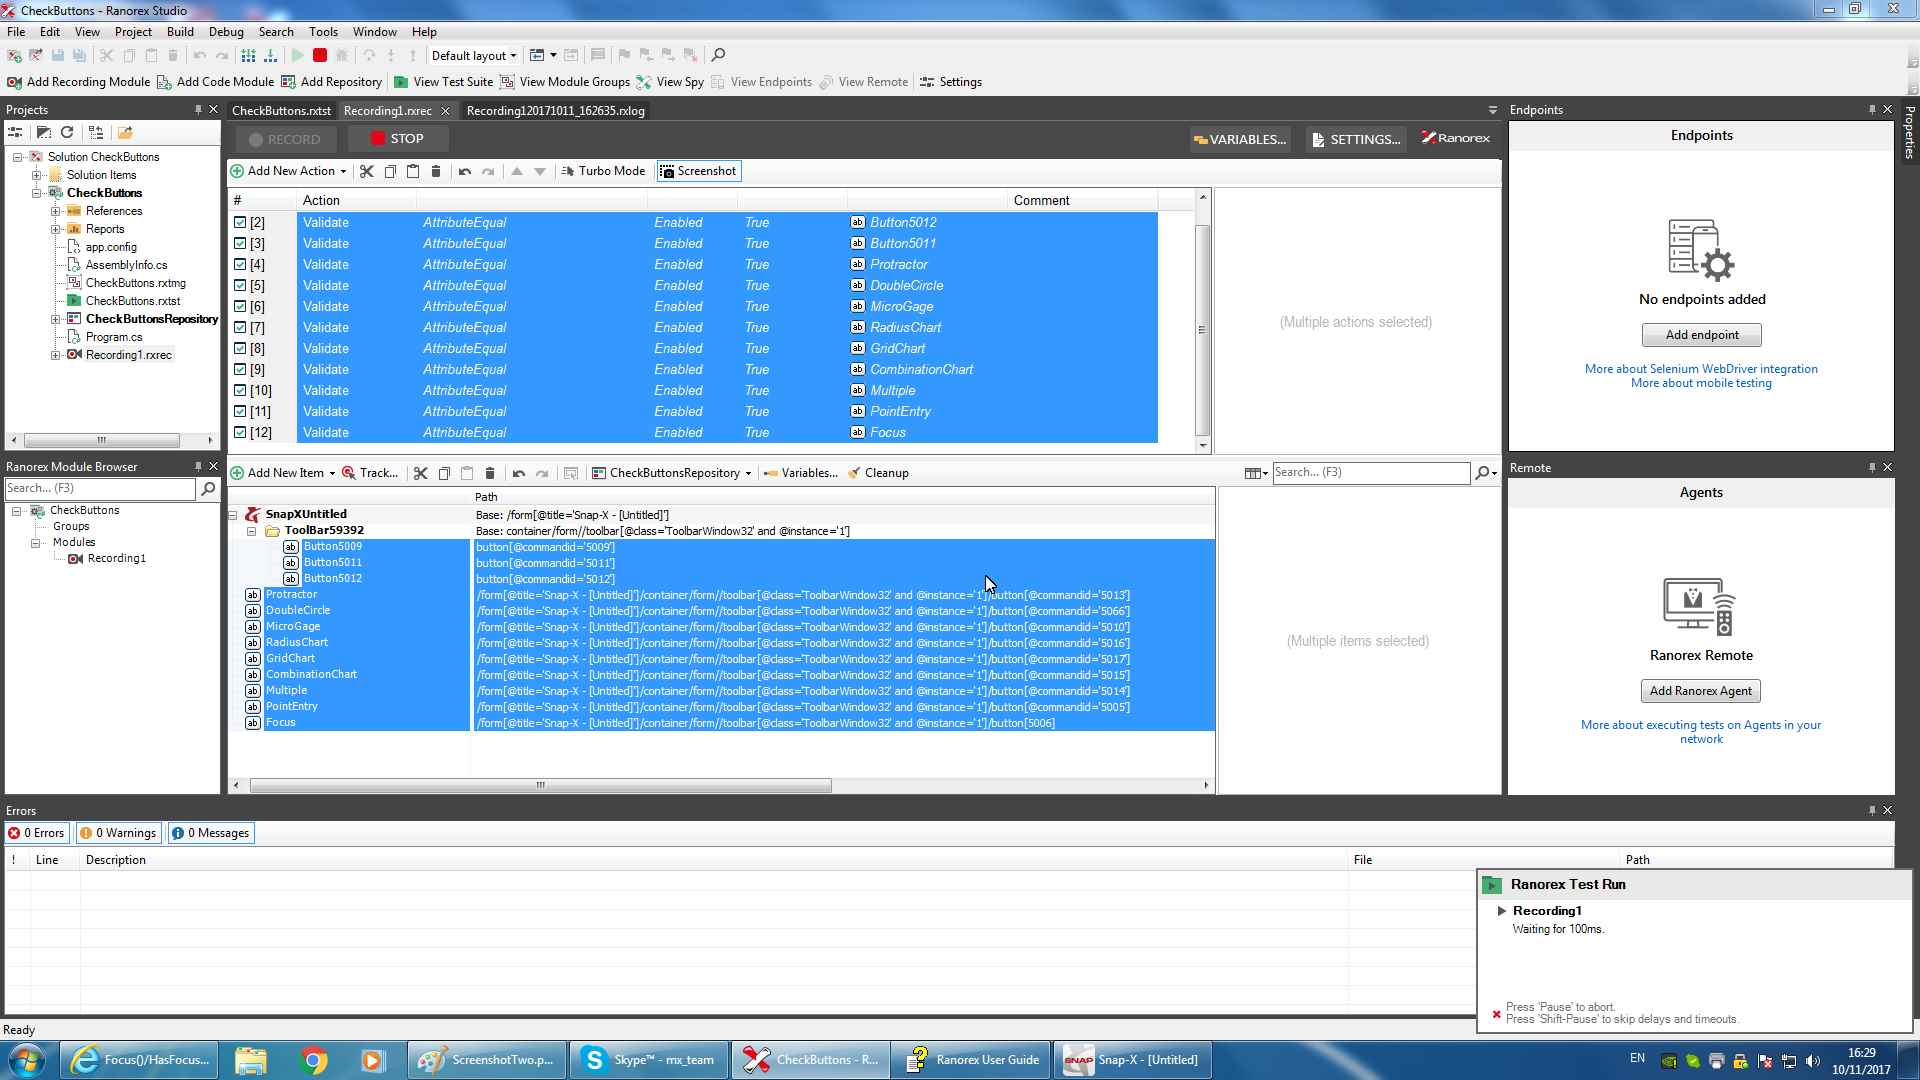 CheckButtons - Ranorex Studio
File Edit View Project Build Debug Search Tools Window Help
Default layout
Add Recording Module Add Code Module Add Repository View Test Suite View Module Groups View Spy View Endpoints View Remote Settings
Projects
Solution CheckButtons
Solution Items
CheckButtons
References
Reports
app.config
AssemblyInfo.cs
CheckButtons.rxtmg
CheckButtons.rxtst
CheckButtonsRepository
Program.cs
Recording1.rxrec
Ranorex Module Browser
Search... (F3)
CheckButtons
Groups
Modules
Recording1
CheckButtons.rxtst Recording1.rxrec Recording120171011_162635.rxlog
RECORD STOP VARIABLES... SETTINGS... Ranorex
Add New Action Turbo Mode Screenshot
# Action Comment
[2] Validate AttributeEqual Enabled True Button5012
[3] Validate AttributeEqual Enabled True Button5011
[4] Validate AttributeEqual Enabled True Protractor
[5] Validate AttributeEqual Enabled True DoubleCircle
[6] Validate AttributeEqual Enabled True MicroGage
[7] Validate AttributeEqual Enabled True RadiusChart
[8] Validate AttributeEqual Enabled True GridChart
[9] Validate AttributeEqual Enabled True CombinationChart
[10] Validate AttributeEqual Enabled True Multiple
[11] Validate AttributeEqual Enabled True PointEntry
[12] Validate AttributeEqual Enabled True Focus
(Multiple actions selected)
Add New Item Track... CheckButtonsRepository Variables... Cleanup Search... (F3)
Path
SnapXUntitled Base: /form[@title='Snap-X - [Untitled]']
ToolBar59392 Base: container/form//toolbar[@class='ToolbarWindow32' and @instance='1']
Button5009 button[@commandid='5009']
Button5011 button[@commandid='5011']
Button5012 button[@commandid='5012']
Protractor /form[@title='Snap-X - [Untitled]']/container/form//toolbar[@class='ToolbarWindow32' and @instance='1']/button[@commandid='5013']
DoubleCircle /form[@title='Snap-X - [Untitled]']/container/form//toolbar[@class='ToolbarWindow32' and @instance='1']/button[@commandid='5066']
MicroGage /form[@title='Snap-X - [Untitled]']/container/form//toolbar[@class='ToolbarWindow32' and @instance='1']/button[@commandid='5010']
RadiusChart /form[@title='Snap-X - [Untitled]']/container/form//toolbar[@class='ToolbarWindow32' and @instance='1']/button[@commandid='5016']
GridChart /form[@title='Snap-X - [Untitled]']/container/form//toolbar[@class='ToolbarWindow32' and @instance='1']/button[@commandid='5017']
CombinationChart /form[@title='Snap-X - [Untitled]']/container/form//toolbar[@class='ToolbarWindow32' and @instance='1']/button[@commandid='5015']
Multiple /form[@title='Snap-X - [Untitled]']/container/form//toolbar[@class='ToolbarWindow32' and @instance='1']/button[@commandid='5014']
PointEntry /form[@title='Snap-X - [Untitled]']/container/form//toolbar[@class='ToolbarWindow32' and @instance='1']/button[@commandid='5005']
Focus /form[@title='Snap-X - [Untitled]']/container/form//toolbar[@class='ToolbarWindow32' and @instance='1']/button[5006]
(Multiple items selected)
Endpoints
Endpoints
No endpoints added
Add endpoint
More about Selenium WebDriver integration
More about mobile testing
Properties
Remote
Agents
Ranorex Remote
Add Ranorex Agent
More about executing tests on Agents in your
network
Errors
0 Errors 0 Warnings 0 Messages
! Line Description File Path
Ranorex Test Run
Recording1
Waiting for 100ms.
Press 'Pause' to abort.
Press 'Shift-Pause' to skip delays and timeouts.
Ready
Focus()/HasFocus... ScreenshotTwo.p... Skype™ - mx_team CheckButtons - R... Ranorex User Guide SNAP Snap-X - [Untitled] EN 16:29
10/11/2017